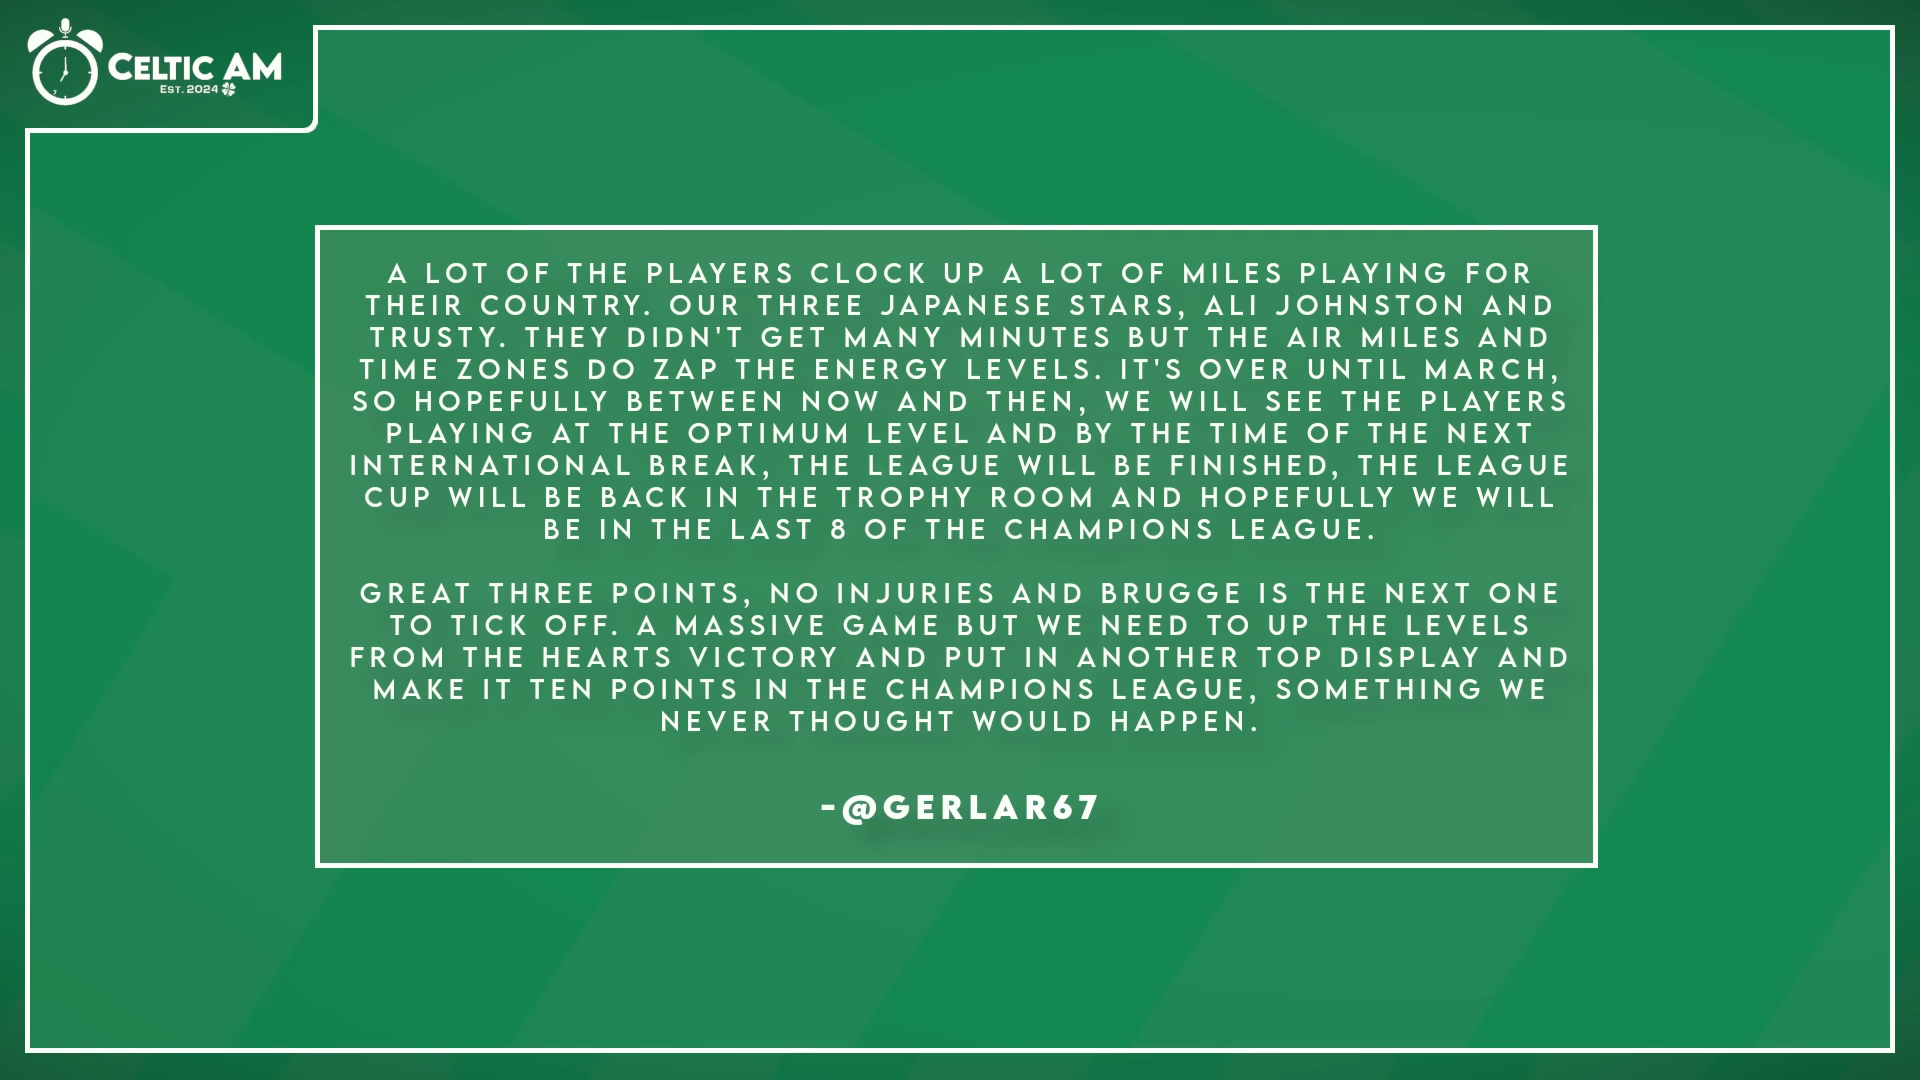 CELTIC AM
EST. 2024
A LOT OF THE PLAYERS CLOCK UP A LOT OF MILES PLAYING FOR
THEIR COUNTRY. OUR THREE JAPANESE STARS, ALI JOHNSTON AND
TRUSTY. THEY DIDN'T GET MANY MINUTES BUT THE AIR MILES AND
TIME ZONES DO ZAP THE ENERGY LEVELS. IT'S OVER UNTIL MARCH,
SO HOPEFULLY BETWEEN NOW AND THEN, WE WILL SEE THE PLAYERS
PLAYING AT THE OPTIMUM LEVEL AND BY THE TIME OF THE NEXT
INTERNATIONAL BREAK, THE LEAGUE WILL BE FINISHED, THE LEAGUE
CUP WILL BE BACK IN THE TROPHY ROOM AND HOPEFULLY WE WILL
BE IN THE LAST 8 OF THE CHAMPIONS LEAGUE.
GREAT THREE POINTS, NO INJURIES AND BRUGGE IS THE NEXT ONE
TO TICK OFF. A MASSIVE GAME BUT WE NEED TO UP THE LEVELS
FROM THE HEARTS VICTORY AND PUT IN ANOTHER TOP DISPLAY AND
MAKE IT TEN POINTS IN THE CHAMPIONS LEAGUE, SOMETHING WE
NEVER THOUGHT WOULD HAPPEN.
-@GERLAR67